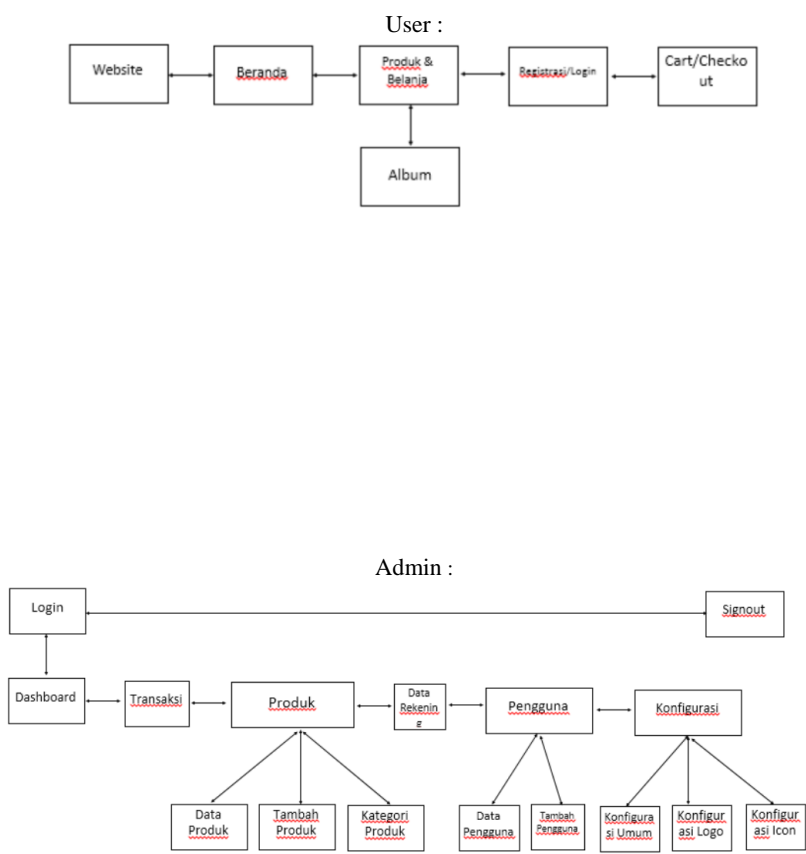 User :
Website
Beranda
Produk &
Belanja
Registrasi/Login
Cart/Checko
ut
Album
Admin :
Login
Signout
Dashboard
Transaksi
Produk
Data
Rekenin
g
Pengguna
Konfigurasi
Data
Produk
Tambah
Produk
Kategori
Produk
Data
Pengguna
Tambah
Pengguna
Konfigura
si Umum
Konfigur
asi Logo
Konfigur
asi Icon